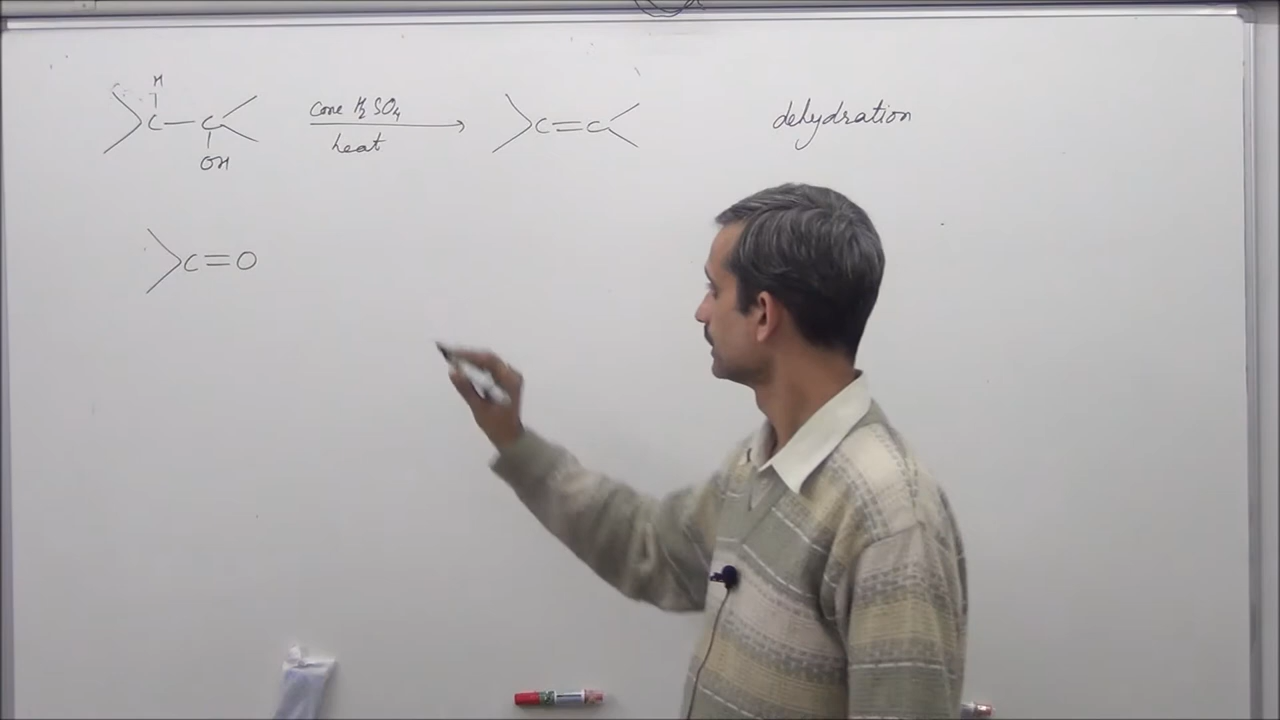 H
C — C conc H₂SO₄ heat → C = C dehydration
OH
C = O